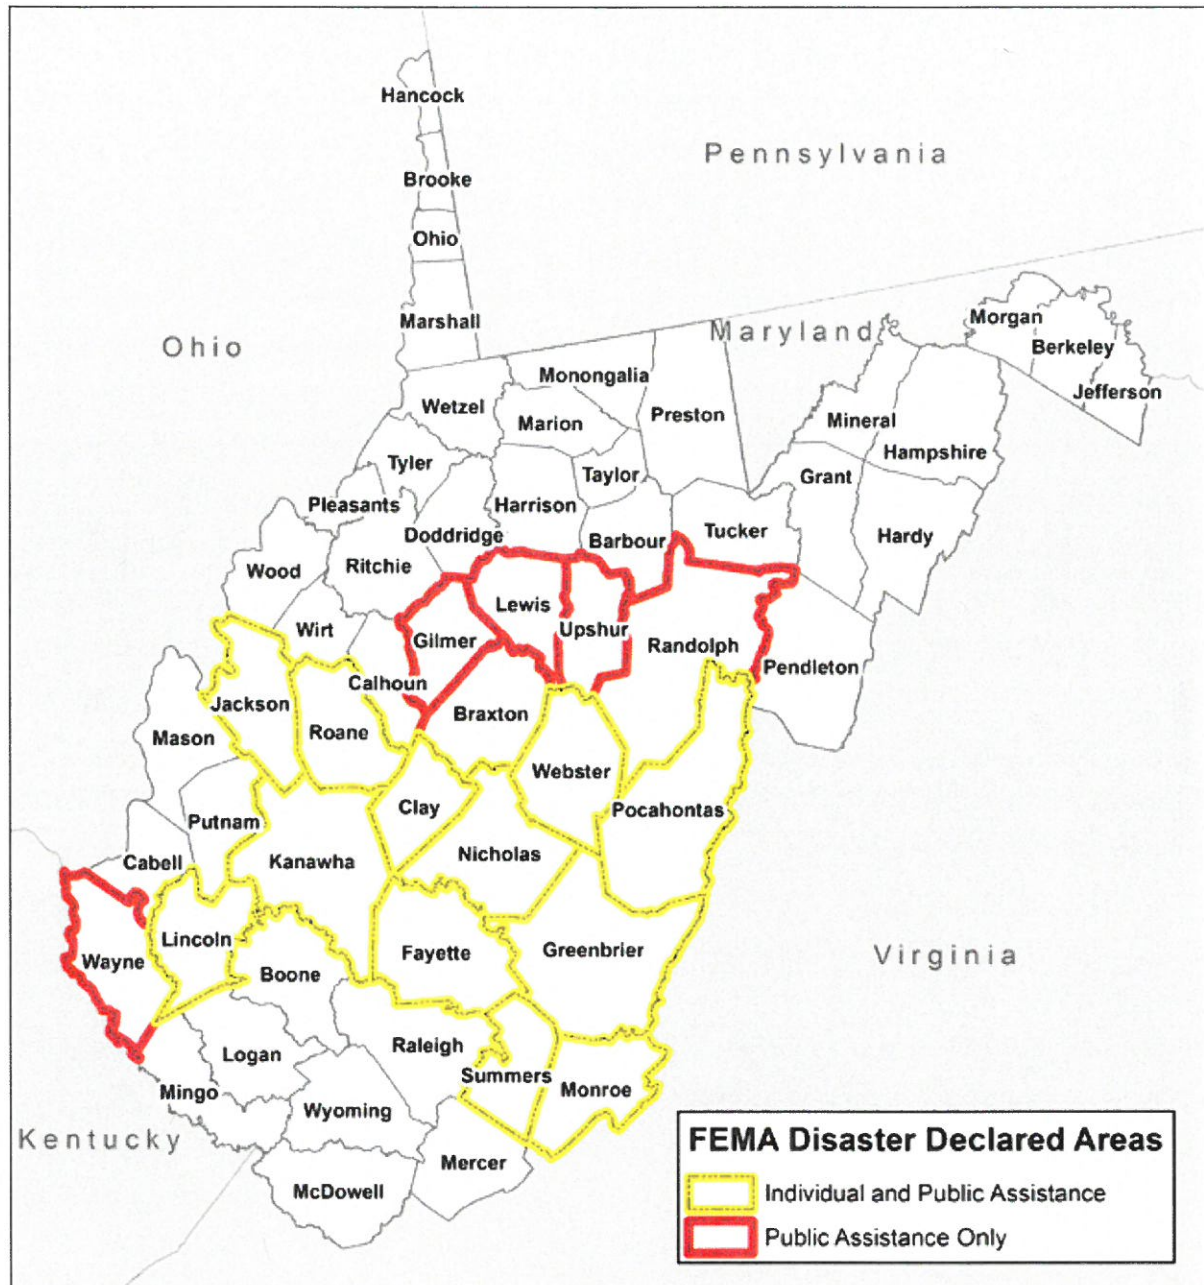 Hancock
Pennsylvania
Brooke
Ohio
Marshall
Ohio
Maryland
Morgan
Berkeley
Jefferson
Monongalia
Wetzel
Marion
Preston
Mineral
Hampshire
Tyler
Taylor
Grant
Pleasants
Harrison
Doddridge
Barbour
Tucker
Hardy
Wood
Ritchie
Lewis
Wirt
Gilmer
Upshur
Randolph
Pendleton
Calhoun
Jackson
Braxton
Roane
Mason
Webster
Clay
Pocahontas
Putnam
Nicholas
Cabell
Kanawha
Lincoln
Wayne
Fayette
Greenbrier
Virginia
Boone
Raleigh
Logan
Summers
Monroe
Mingo
Wyoming
Kentucky
Mercer
McDowell
FEMA Disaster Declared Areas
Individual and Public Assistance
Public Assistance Only